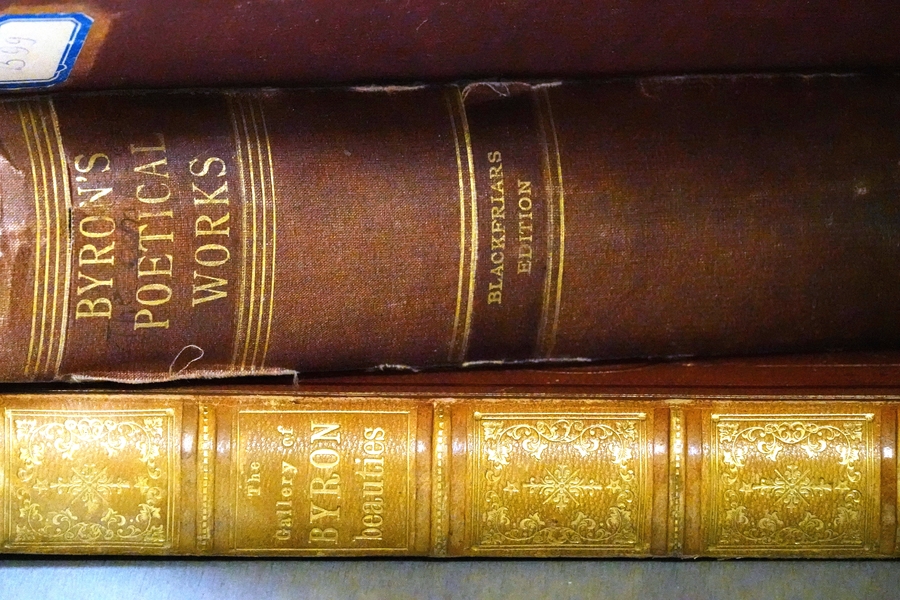 BYRON'S
POETICAL
WORKS
BLACKFRIARS
EDITION
The
Gallery of
BYRON
beauties